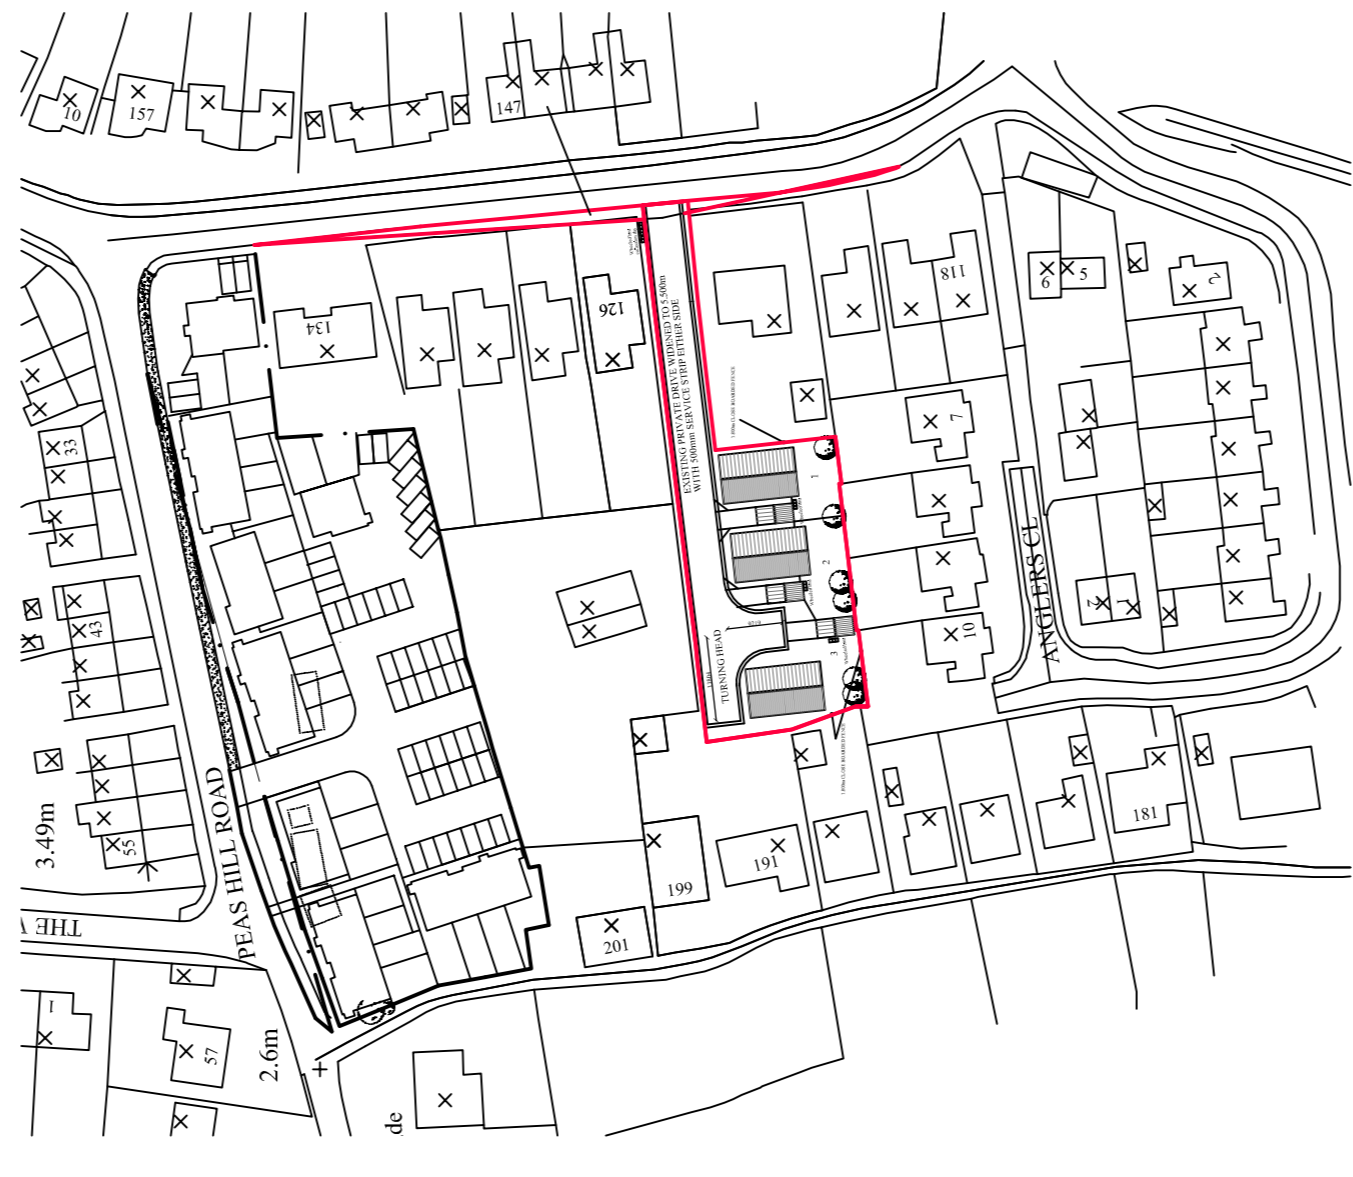 10
157
147
134
126
118
6
5
2
7
10
33
43
55
3.49m
EXISTING PRIVATE DRIVE WIDENED TO 5.500m
WITH 500mm SERVICE STRIP EITHER SIDE
1
2
3
TURNING HEAD
ANGLERS CL
2
1
PEAS HILL ROAD
THE
181
191
199
201
1
57
2.6m
de